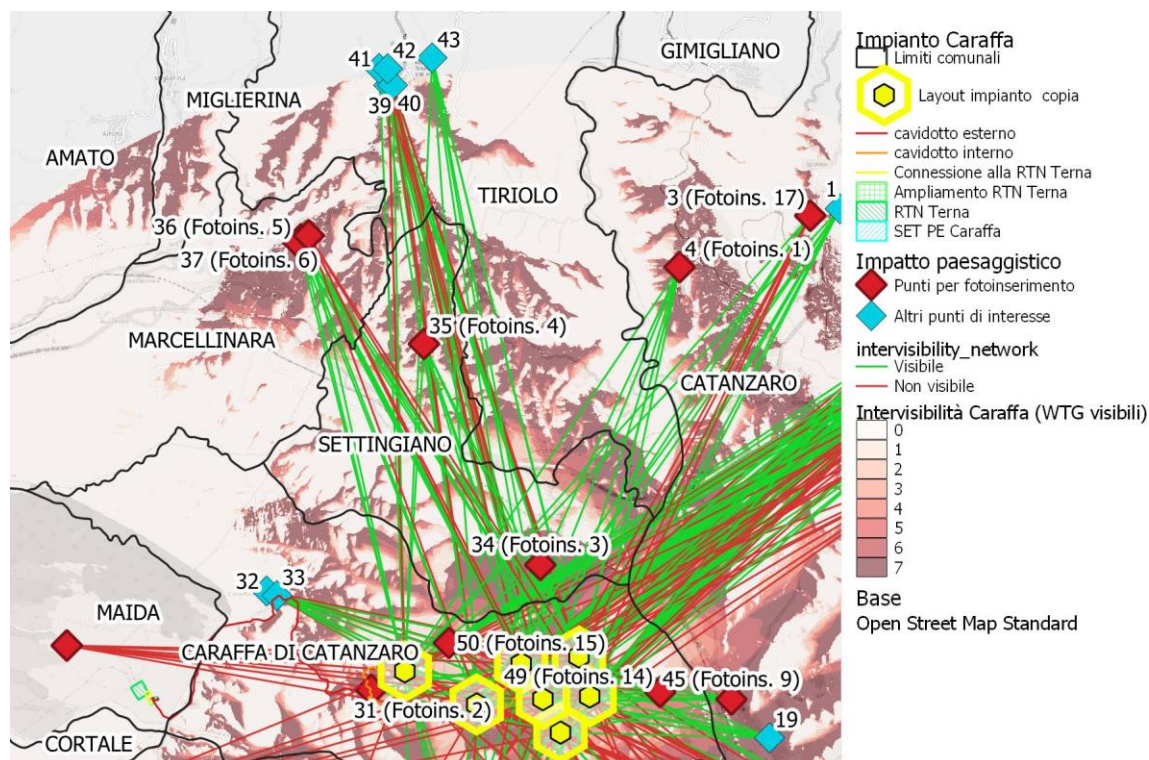 43
42
41
39
40
GIMIGLIANO
MIGLIERINA
AMATO
TIRIOLO
3 (Fotoins. 17)
1
36 (Fotoins. 5)
37 (Fotoins. 6)
4 (Fotoins. 1)
35 (Fotoins. 4)
MARCELLINARA
CATANZARO
SETTINGIANO
34 (Fotoins. 3)
32
33
MAIDA
CARAFFA DI CATANZARO
50 (Fotoins. 15)
49 (Fotoins. 14)
45 (Fotoins. 9)
31 (Fotoins. 2)
19
CORTALE
Impianto Caraffa
Limiti comunali
Layout impianto copia
cavidotto esterno
cavidotto interno
Connessione alla RTN Terna
Ampliamento RTN Terna
RTN Terna
SET PE Caraffa
Impatto paesaggistico
Punti per fotoinserimento
Altri punti di interesse
intervisibility_network
Visibile
Non visibile
Intervisibilità Caraffa (WTG visibili)
0
1
2
3
4
5
6
7
Base
Open Street Map Standard